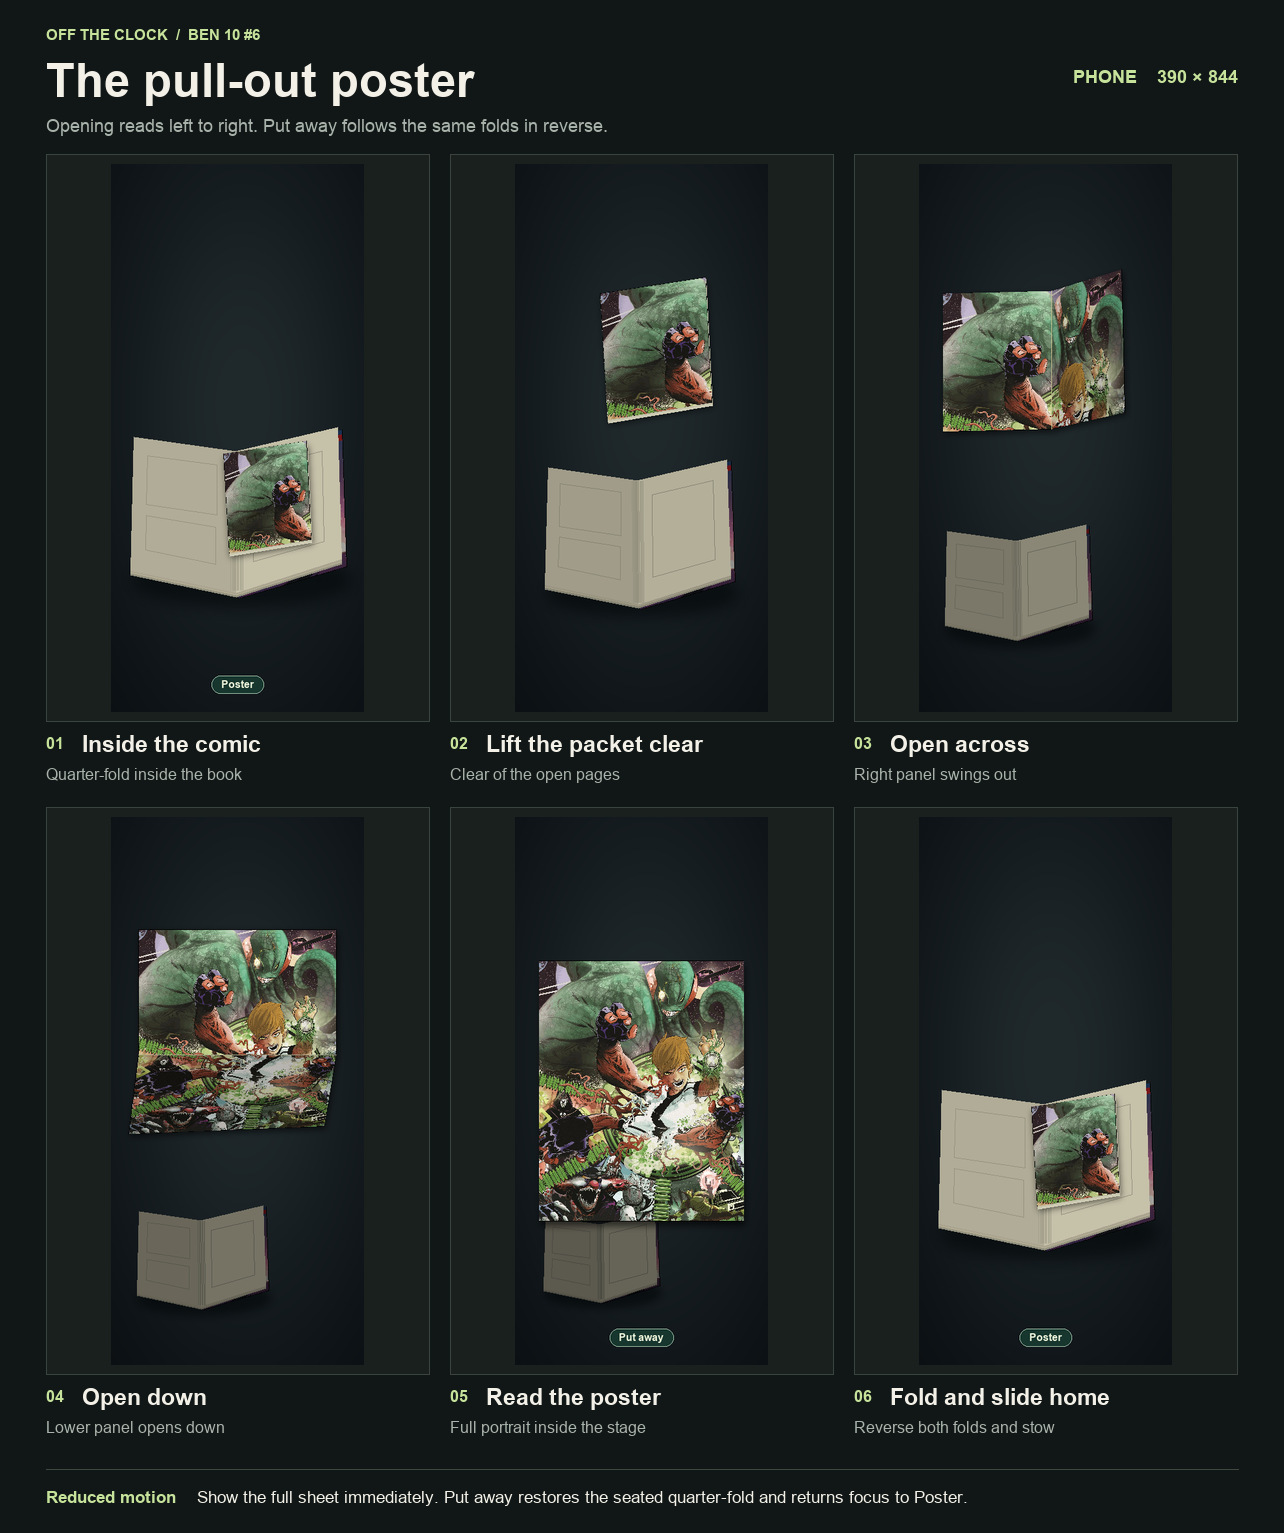 OFF THE CLOCK / BEN 10 #6
The pull-out poster
PHONE 390 × 844
Opening reads left to right. Put away follows the same folds in reverse.
Poster
01 Inside the comic
Quarter-fold inside the book
02 Lift the packet clear
Clear of the open pages
03 Open across
Right panel swings out
04 Open down
Lower panel opens down
Put away
05 Read the poster
Full portrait inside the stage
Poster
06 Fold and slide home
Reverse both folds and stow
Reduced motion Show the full sheet immediately. Put away restores the seated quarter-fold and returns focus to Poster.